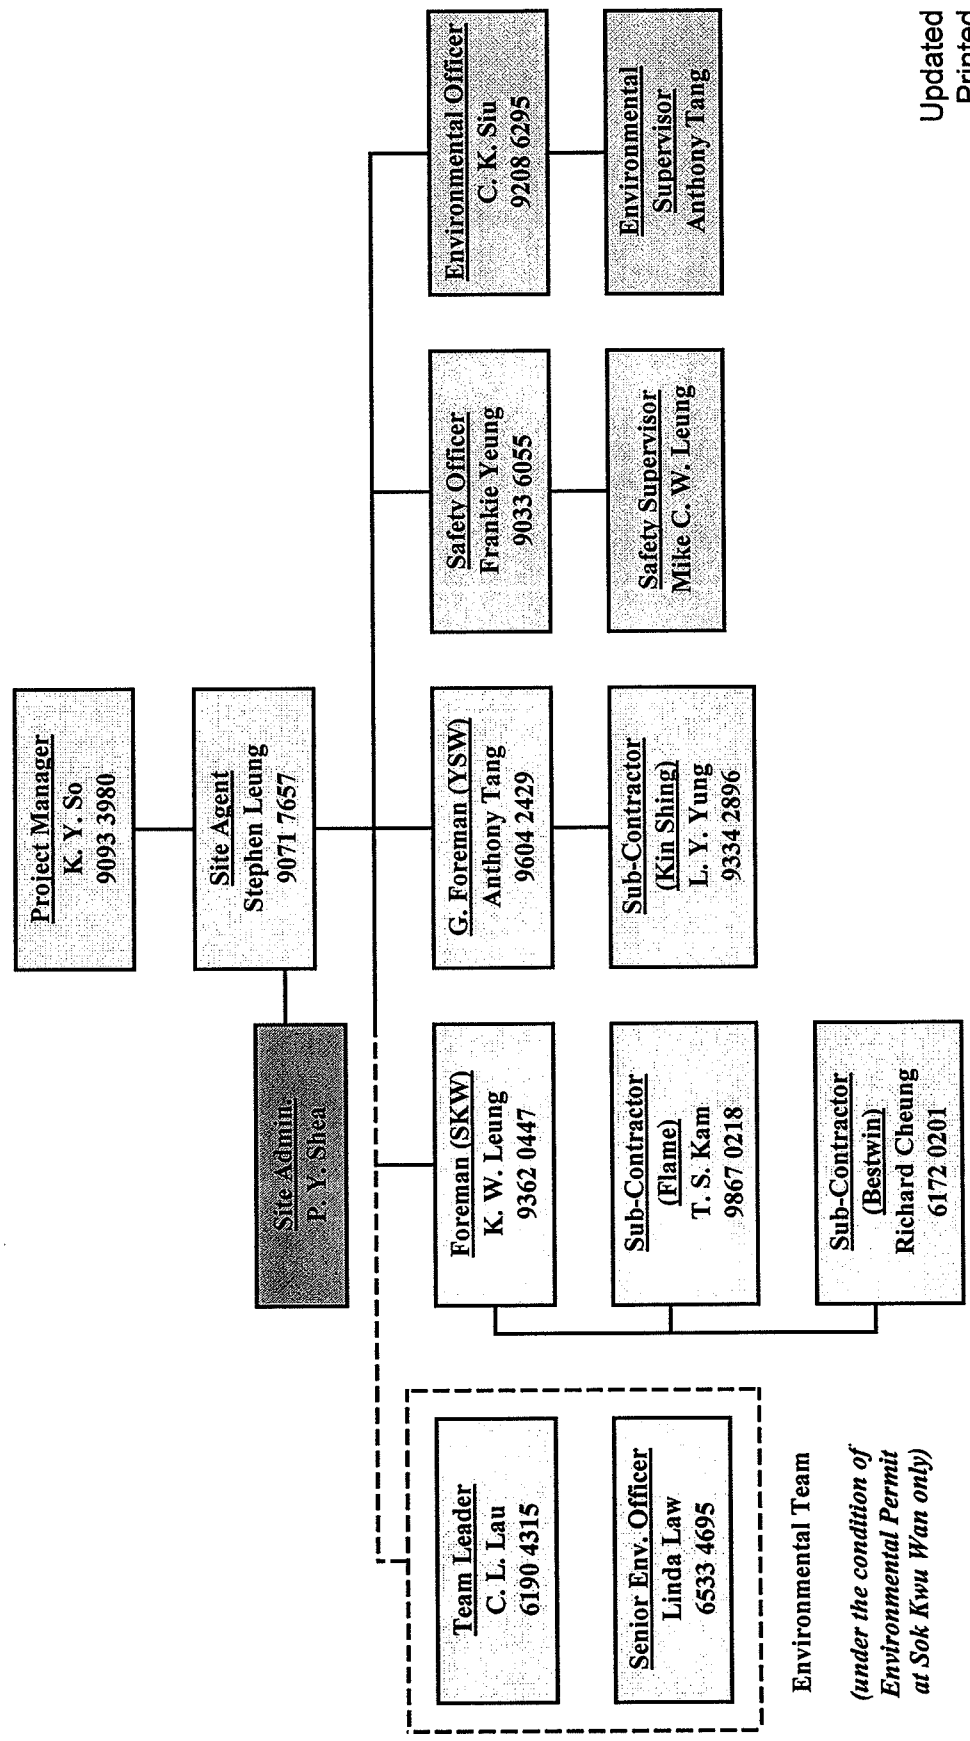 Project Manager
K. Y. So
9093 3980
Site Agent
Stephen Leung
9071 7657
Site Admin.
P. Y. Shea
Team Leader
C. L. Lau
6190 4315
Senior Env. Officer
Linda Law
6533 4695
Environmental Team
(under the condition of
Environmental Permit
at Sok Kwu Wan only)
Foreman (SKW)
K. W. Leung
9362 0447
Sub-Contractor
(Flame)
T. S. Kam
9867 0218
Sub-Contractor
(Bestwin)
Richard Cheung
6172 0201
G. Foreman (YSW)
Anthony Tang
9604 2429
Sub-Contractor
(Kin Shing)
L. Y. Yung
9334 2896
Safety Officer
Frankie Yeung
9033 6055
Safety Supervisor
Mike C. W. Leung
Environmental Officer
C. K. Siu
9208 6295
Environmental
Supervisor
Anthony Tang
Updated
Printed